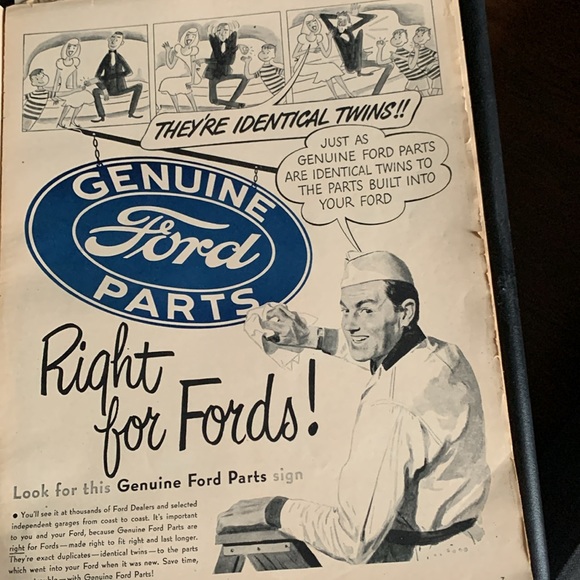 THEY'RE IDENTICAL TWINS!!
JUST AS
GENUINE FORD PARTS
ARE IDENTICAL TWINS TO
THE PARTS BUILT INTO
YOUR FORD
GENUINE
Ford
PARTS
Right
for Fords!
Look for this Genuine Ford Parts sign
• You'll see it at thousands of Ford Dealers and selected
independent garages from coast to coast. It's important
to you and your Ford, because Genuine Ford Parts are
right for Fords—made right to fit right and last longer.
They're exact duplicates—identical twins—to the parts
which went into your Ford when it was new. Save time,
—with Genuine Ford Parts!